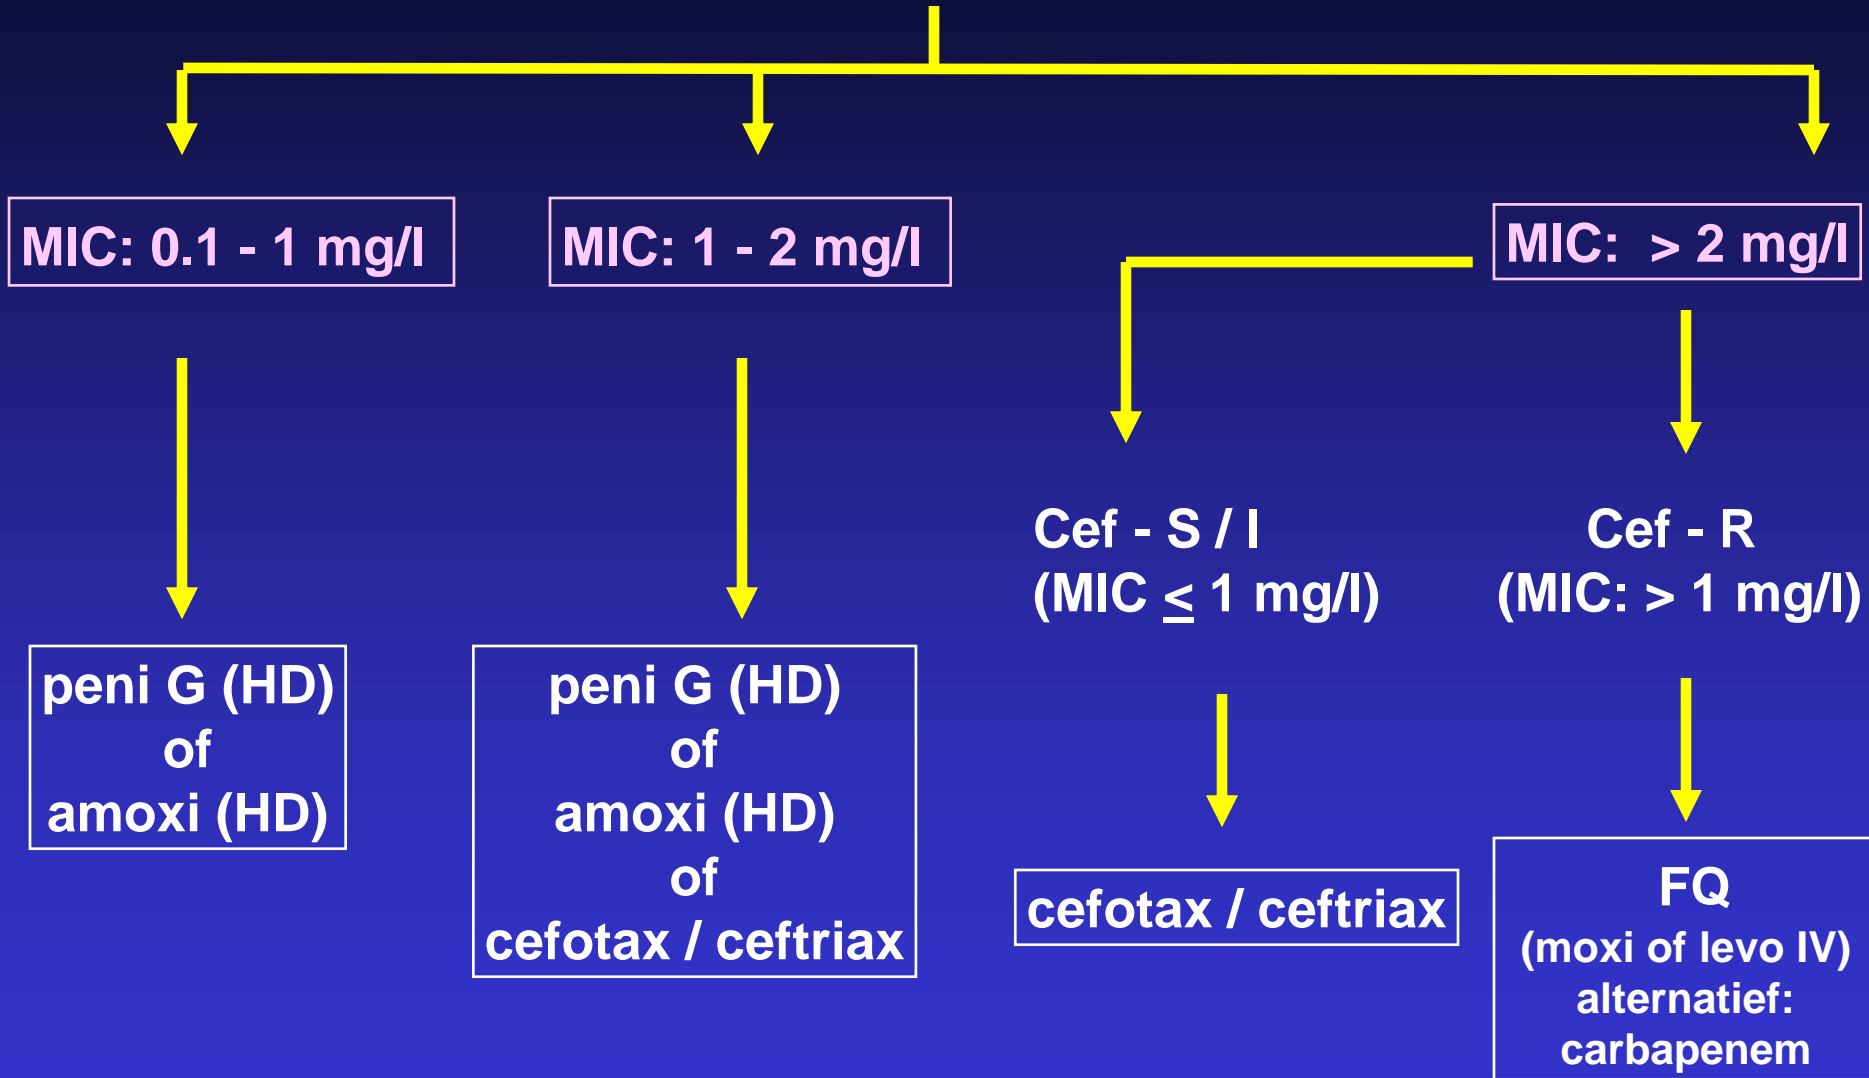 MIC: 0.1 - 1 mg/l
MIC: 1 - 2 mg/l
MIC: > 2 mg/l
Cef - S / I
(MIC ≤ 1 mg/l)
Cef - R
(MIC: > 1 mg/l)
peni G (HD)
of
amoxi (HD)
peni G (HD)
of
amoxi (HD)
of
cefotax / ceftriax
cefotax / ceftriax
FQ
(moxi of levo IV)
alternatief:
carbapenem